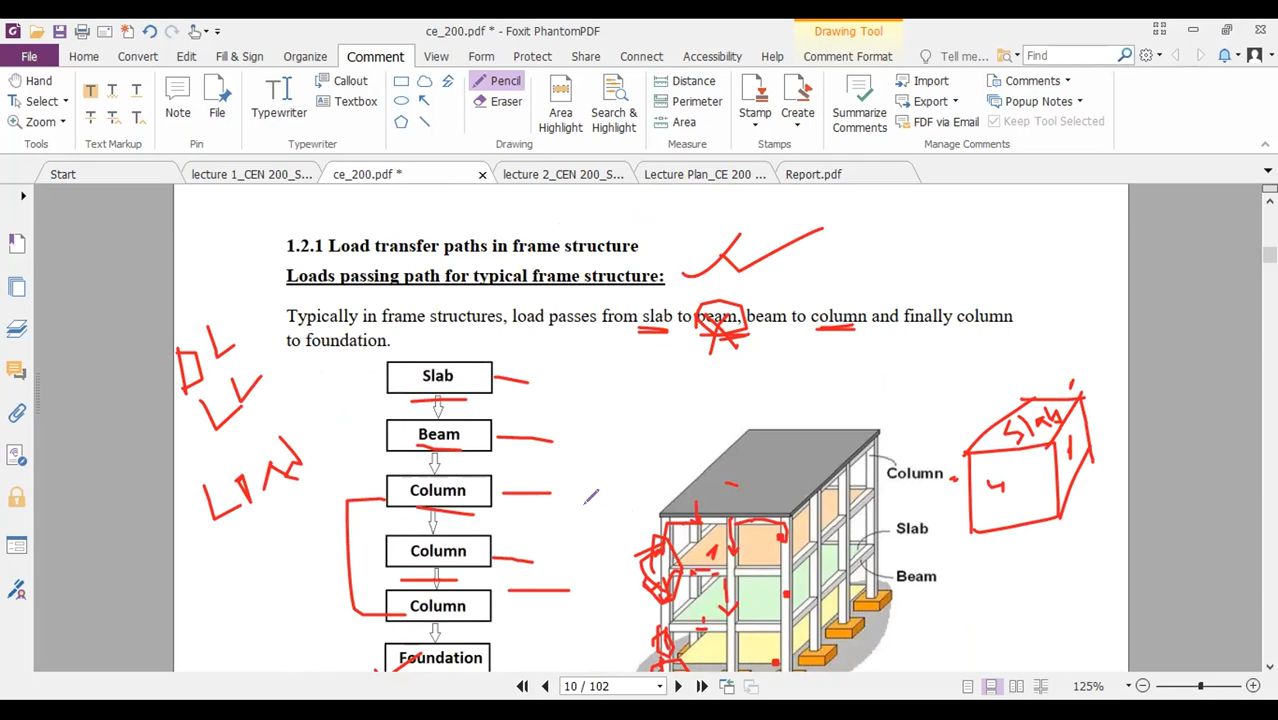 ce_200.pdf * - Foxit PhantomPDF
Drawing Tool
File Home Edit Fill & Sign Organize Comment View Form Protect Share Connect Accessibility Help Comment Format Tell me... Find
Hand
Select
Zoom
Tools
Text Markup
Note
File
Pin
Typewriter
Callout
Textbox
Typewriter
Pencil
Eraser
Area Highlight
Search & Highlight
Drawing
Distance
Perimeter
Area
Measure
Stamp
Create
Stamps
Summarize Comments
Import
Export
FDF via Email
Comments
Popup Notes
Keep Tool Selected
Manage Comments
Start lecture 1_CEN 200_S... ce_200.pdf * lecture 2_CEN 200_S... Lecture Plan_CE 200 ... Report.pdf
1.2.1 Load transfer paths in frame structure
Loads passing path for typical frame structure:
Typically in frame structures, load passes from slab to beam, beam to column and finally column
to foundation.
DL
LL
Load
Slab
Beam
Column
Column
Column
Foundation
Column
Slab
Beam
Slab
10 / 102
125%